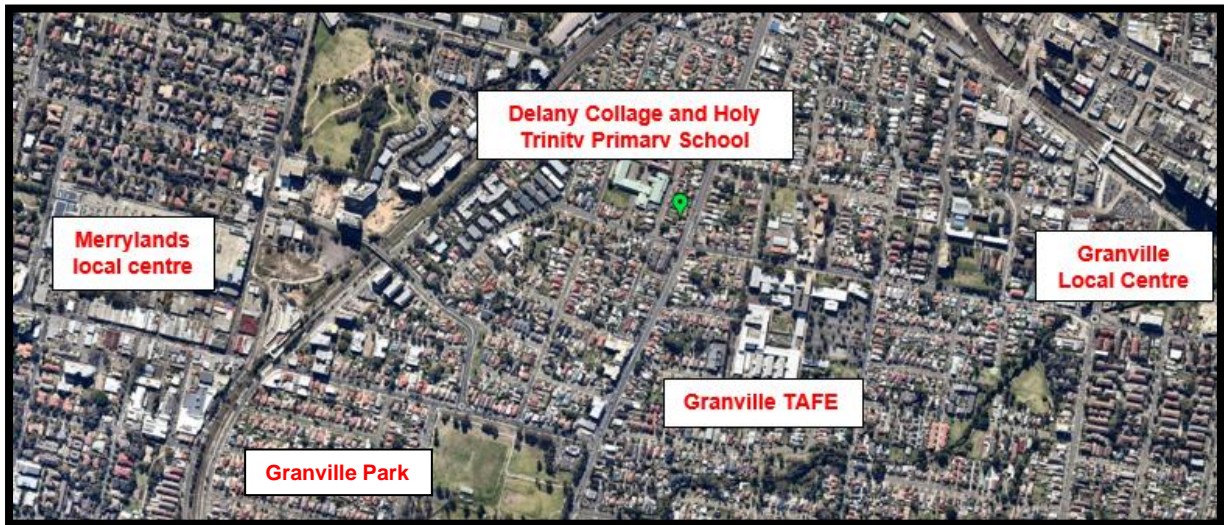 Delany Collage and Holy
Trinity Primary School
Merrylands
local centre
Granville
Local Centre
Granville TAFE
Granville Park